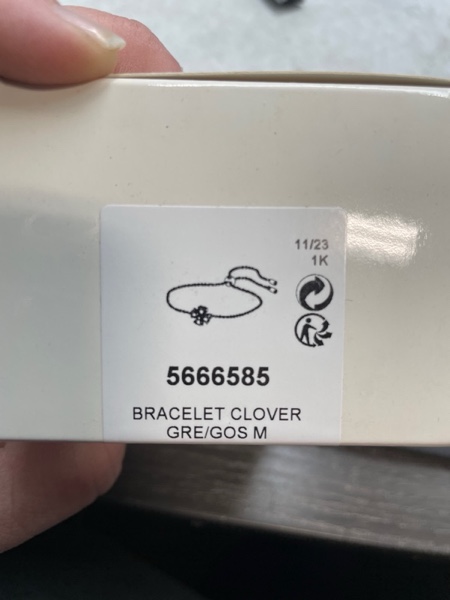 11/23
1K
5666585
BRACELET CLOVER
GRE/GOS M